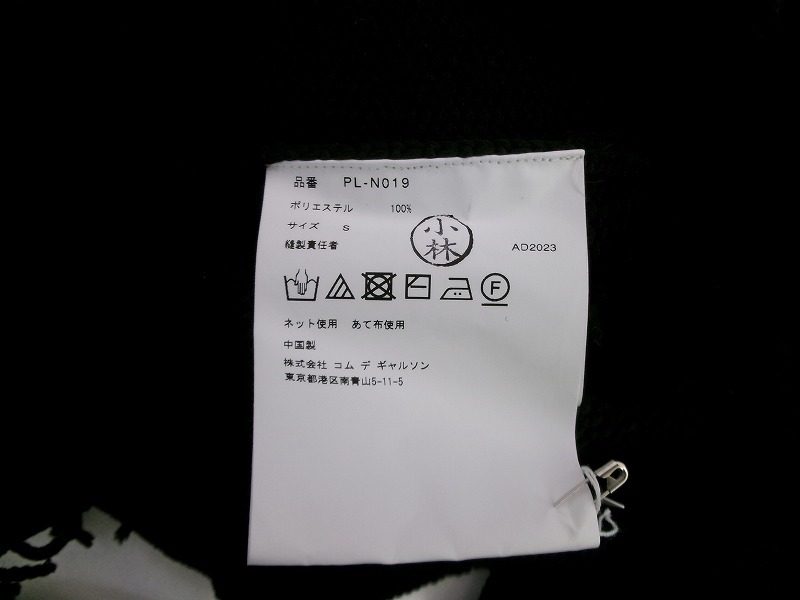 品番 PL-N019
ポリエステル 100%
サイズ S
縫製責任者 小林 AD2023
F
ネット使用 あて布使用
中国製
株式会社 コム デ ギャルソン
東京都港区南青山5-11-5